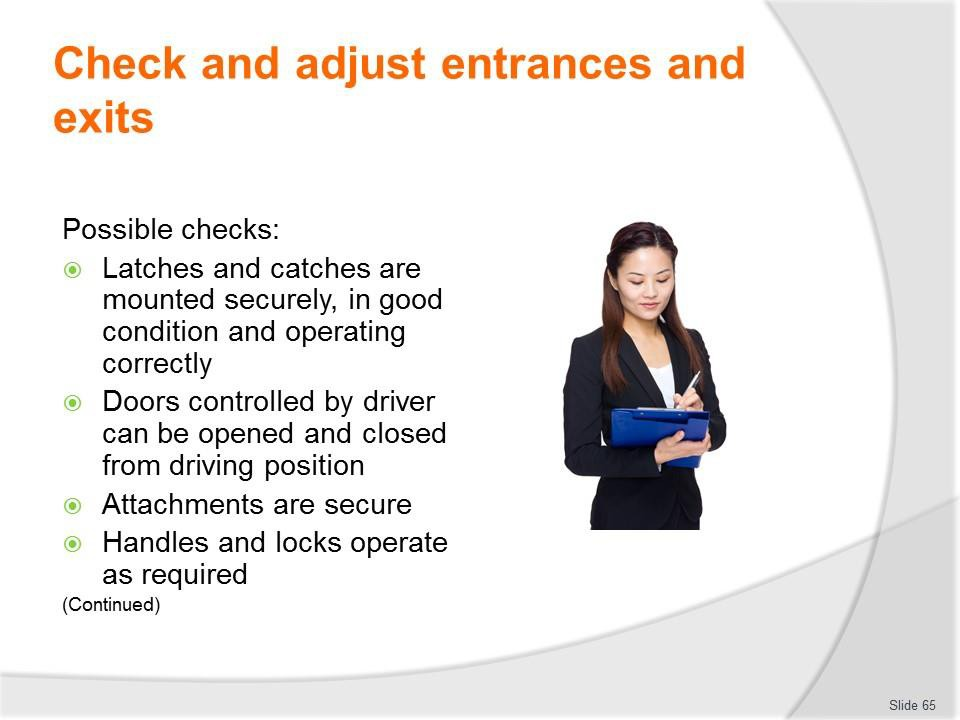 Check and adjust entrances and
exits
Possible checks:
Latches and catches are
mounted securely, in good
condition and operating
correctly
Doors controlled by driver
can be opened and closed
from driving position
Attachments are secure
Handles and locks operate
as required
(Continued)
Slide 65